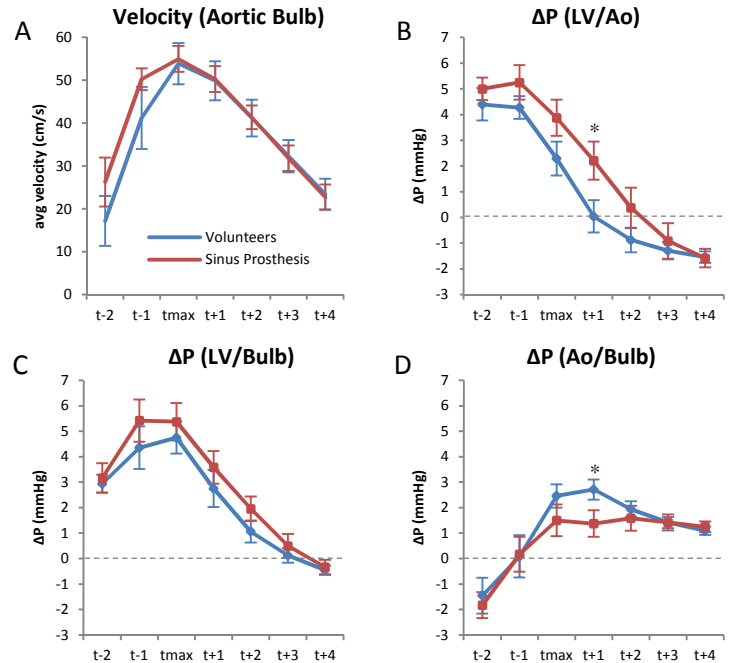 A
Velocity (Aortic Bulb)
avg velocity (cm/s)
60
50
40
30
20
10
0
Volunteers
Sinus Prosthesis
t-2 t-1 tmax t+1 t+2 t+3 t+4
B
ΔP (LV/Ao)
ΔP (mmHg)
7
6
5
4
3
2
1
0
-1
-2
-3
*
t-2 t-1 tmax t+1 t+2 t+3 t+4
C
ΔP (LV/Bulb)
ΔP (mmHg)
7
6
5
4
3
2
1
0
-1
-2
-3
t-2 t-1 tmax t+1 t+2 t+3 t+4
D
ΔP (Ao/Bulb)
ΔP (mmHg)
7
6
5
4
3
2
1
0
-1
-2
-3
*
t-2 t-1 tmax t+1 t+2 t+3 t+4